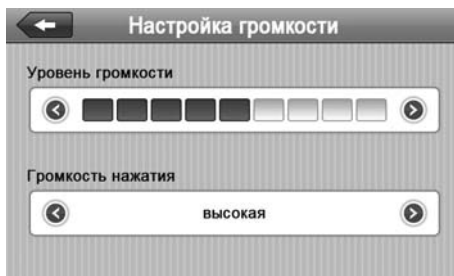 Настройка громкости
Уровень громкости
Громкость нажатия
высокая